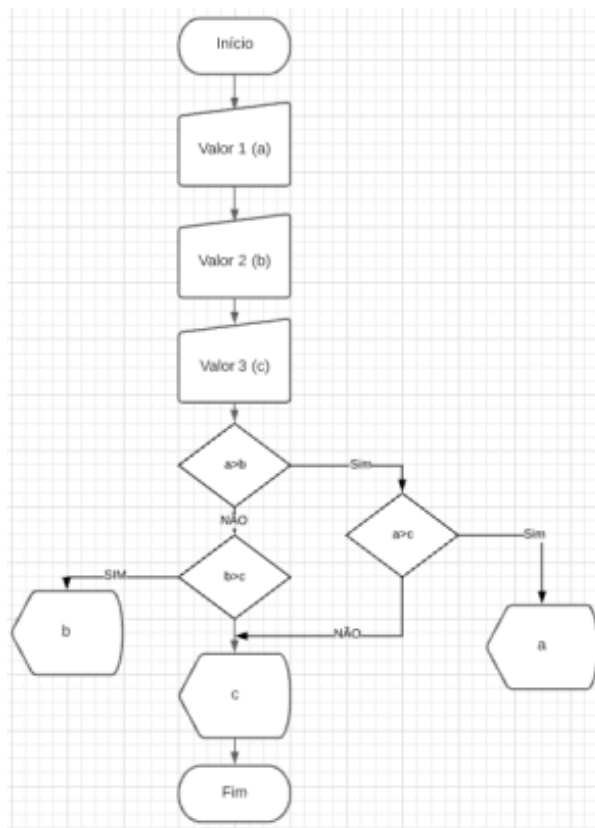 Início
Valor 1 (a)
Valor 2 (b)
Valor 3 (c)
a>b
Sim
NÃO
a>c
Sim
b>c
SIM
NÃO
b
a
c
Fim